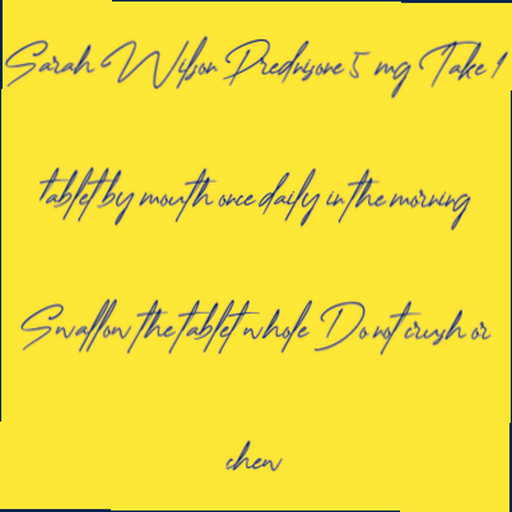 Sarah Wilson Prednisone 5 mg Take 1
tablet by mouth once daily in the morning
Swallow the tablet whole Do not crush or
chew